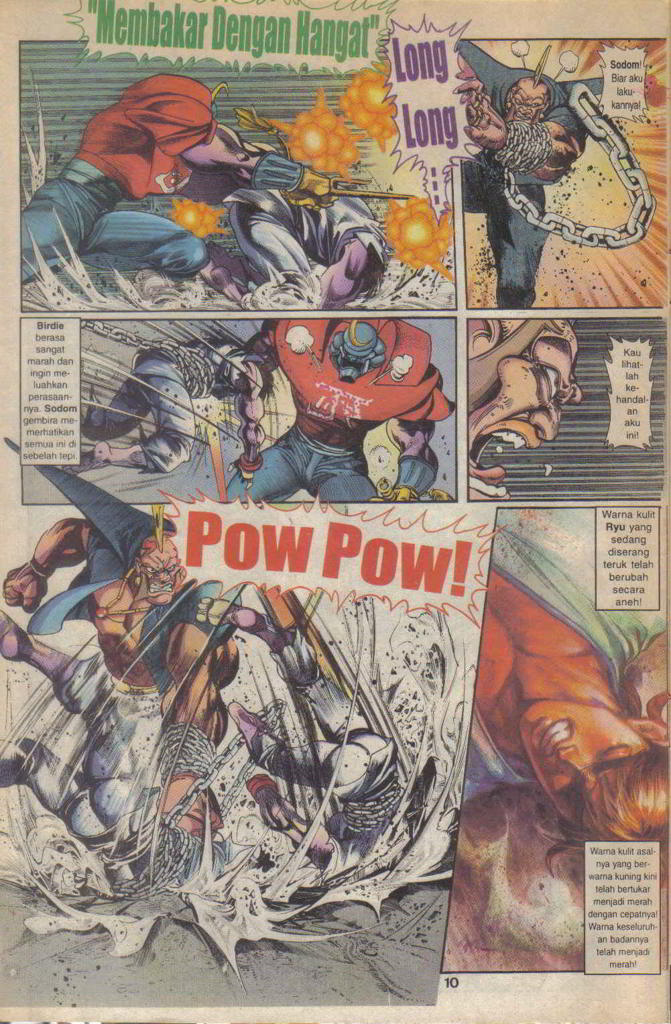 "Membakar Dengan Hangat"
Long
Long
Sodom!
Biar aku
laku-
kannya!
Birdie
berasa
sangat
marah dan
ingin me-
luahkan
perasaan-
nya. Sodom
gembira me-
merhatikan
semua ini di
sebelah tepi.
Kau
lihat-
lah
ke-
handal-
an
aku
ini!
Pow Pow!
Warna kulit
Ryu yang
sedang
diserang
teruk telah
berubah
secara
aneh!
Warna kulit asal-
nya yang ber-
warna kuning kini
telah bertukar
menjadi merah
dengan cepatnya!
Warna keseluruh-
an badannya
telah menjadi
merah!
10